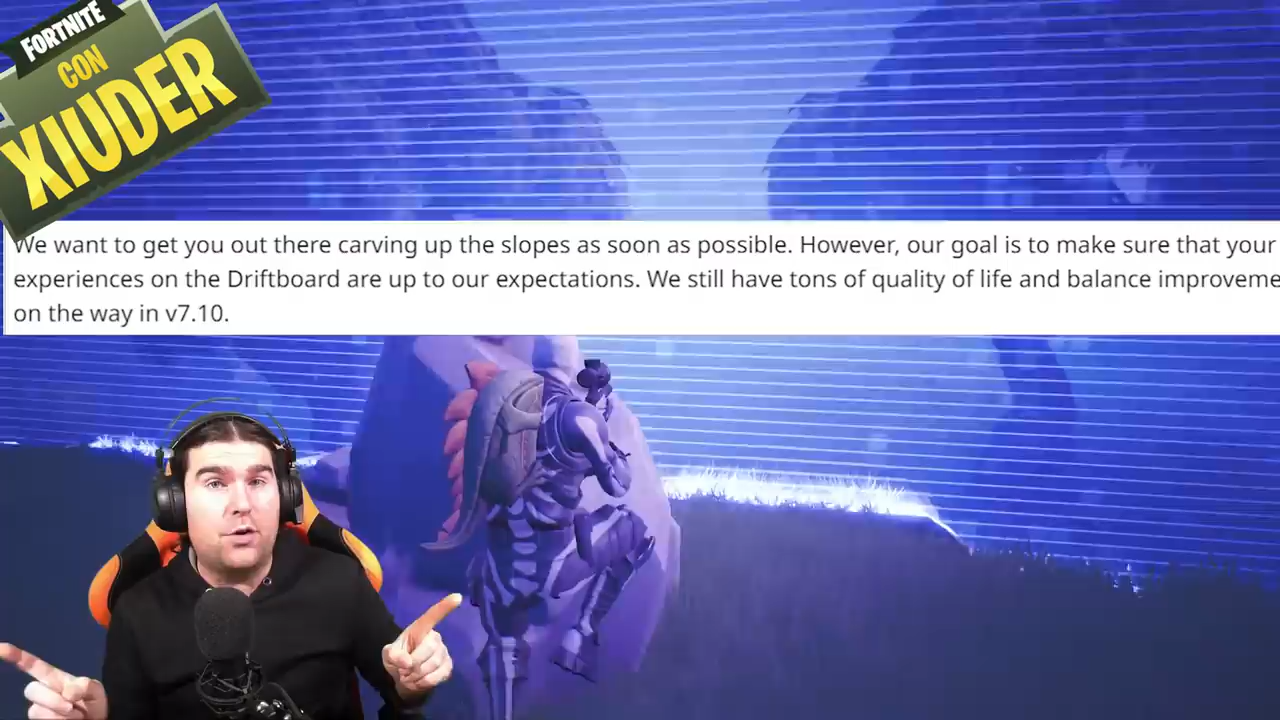 FORTNITE
CON
XIUDER
We want to get you out there carving up the slopes as soon as possible. However, our goal is to make sure that your
experiences on the Driftboard are up to our expectations. We still have tons of quality of life and balance improveme
on the way in v7.10.